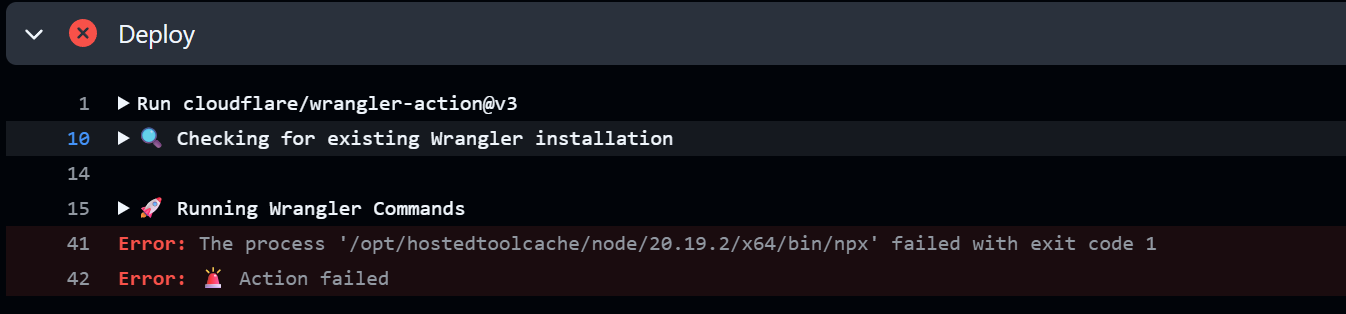 Deploy
1 Run cloudflare/wrangler-action@v3
10 🔍 Checking for existing Wrangler installation
14
15 🚀 Running Wrangler Commands
41 Error: The process '/opt/hostedtoolcache/node/20.19.2/x64/bin/npx' failed with exit code 1
42 Error: 🚨 Action failed